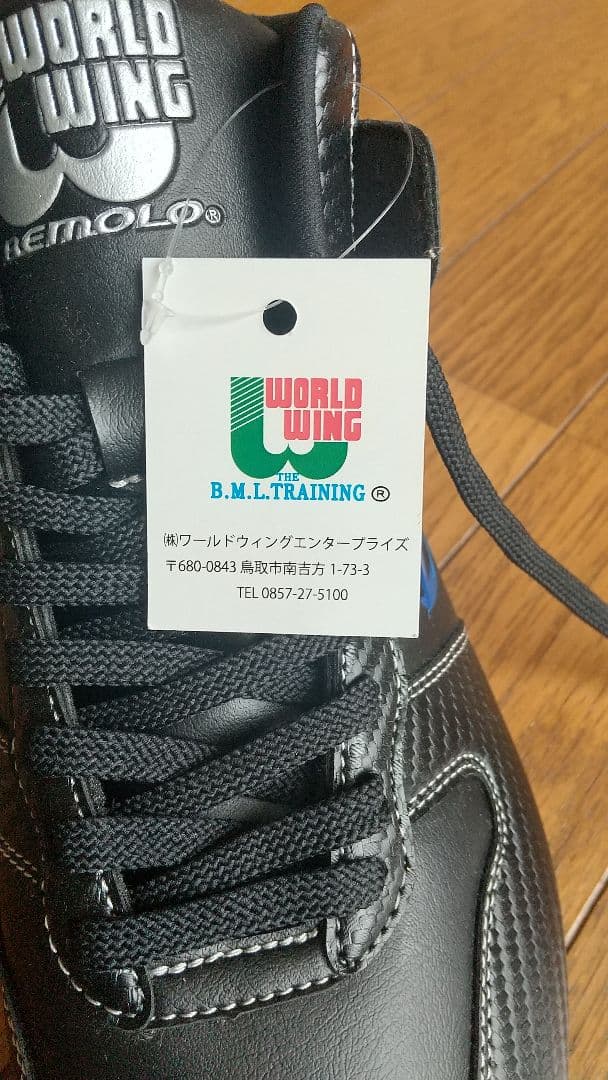 WORLD
WING
REMOLO®
WORLD
WING
THE
B.M.L.TRAINING ®
㈱ワールドウィングエンタープライズ
〒680-0843 鳥取市南吉方 1-73-3
TEL 0857-27-5100